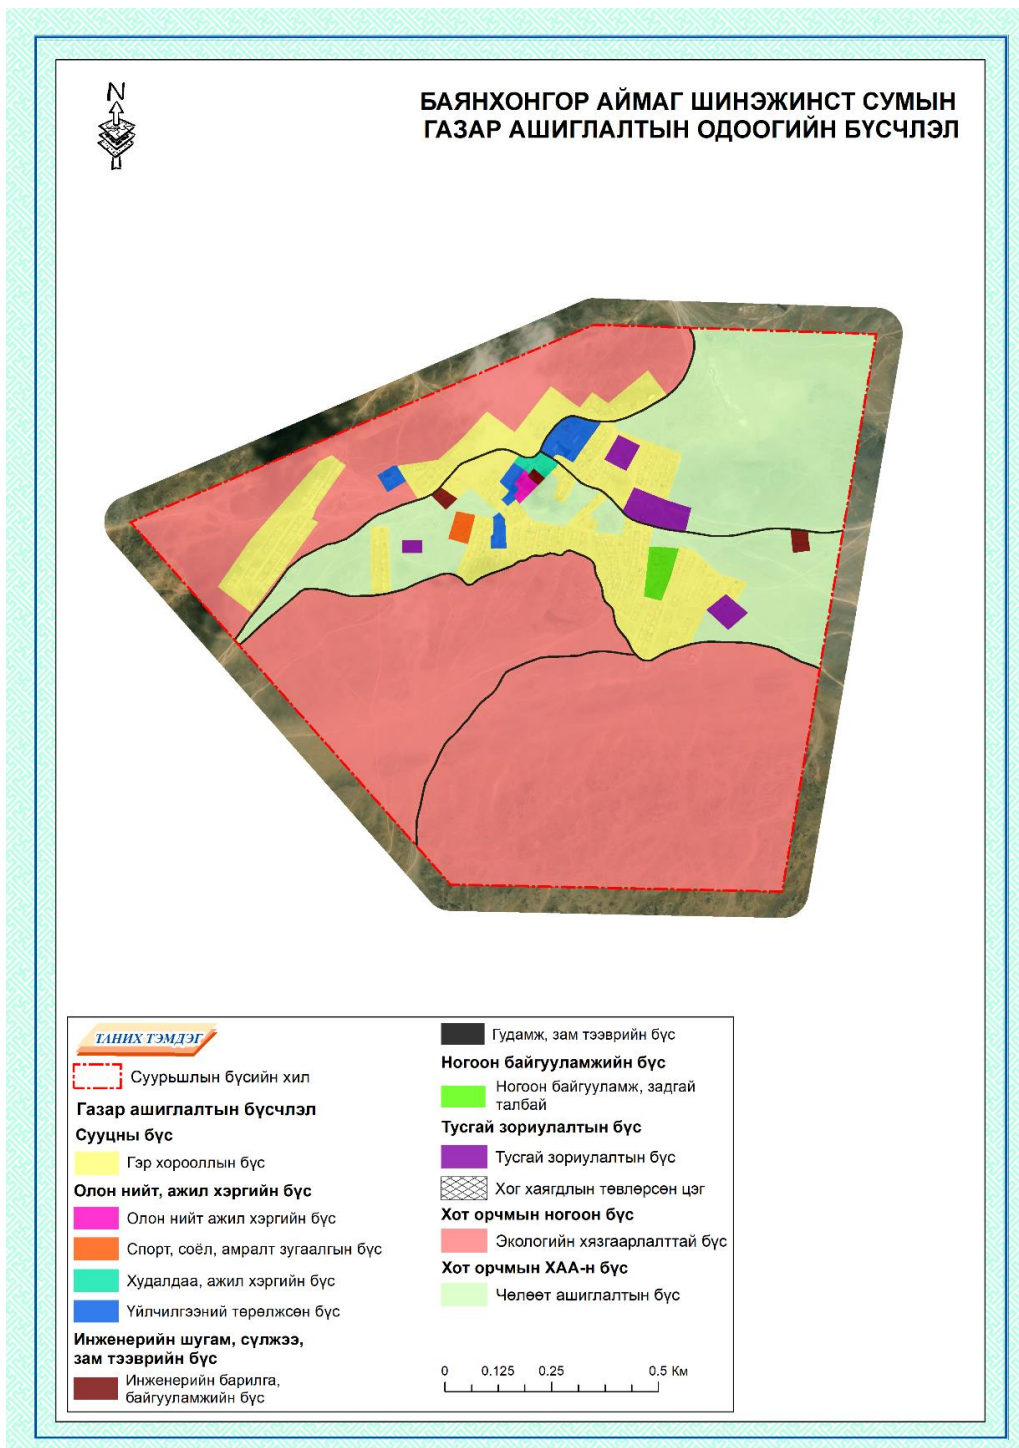 N
БАЯНХОНГОР АЙМАГ ШИНЭЖИНСТ СУМЫН
ГАЗАР АШИГЛАЛТЫН ОДООГИЙН БҮСЧЛЭЛ
ТАНИХ ТЭМДЭГ
Суурьшлын бүсийн хил
Газар ашиглалтын бүсчлэл
Сууцны бүс
Гэр хорооллын бүс
Олон нийт, ажил хэргийн бүс
Олон нийт ажил хэргийн бүс
Спорт, соёл, амралт зугаалгын бүс
Худалдаа, ажил хэргийн бүс
Үйлчилгээний төрөлжсөн бүс
Инженерийн шугам, сүлжээ,
зам тээврийн бүс
Инженерийн барилга,
байгууламжийн бүс
Гудамж, зам тээврийн бүс
Ногоон байгууламжийн бүс
Ногоон байгууламж, задгай
талбай
Тусгай зориулалтын бүс
Тусгай зориулалтын бүс
Хог хаягдлын төвлөрсөн цэг
Хот орчмын ногоон бүс
Экологийн хязгаарлалттай бүс
Хот орчмын ХАА-н бүс
Чөлөөт ашиглалтын бүс
0 0.125 0.25 0.5 Км